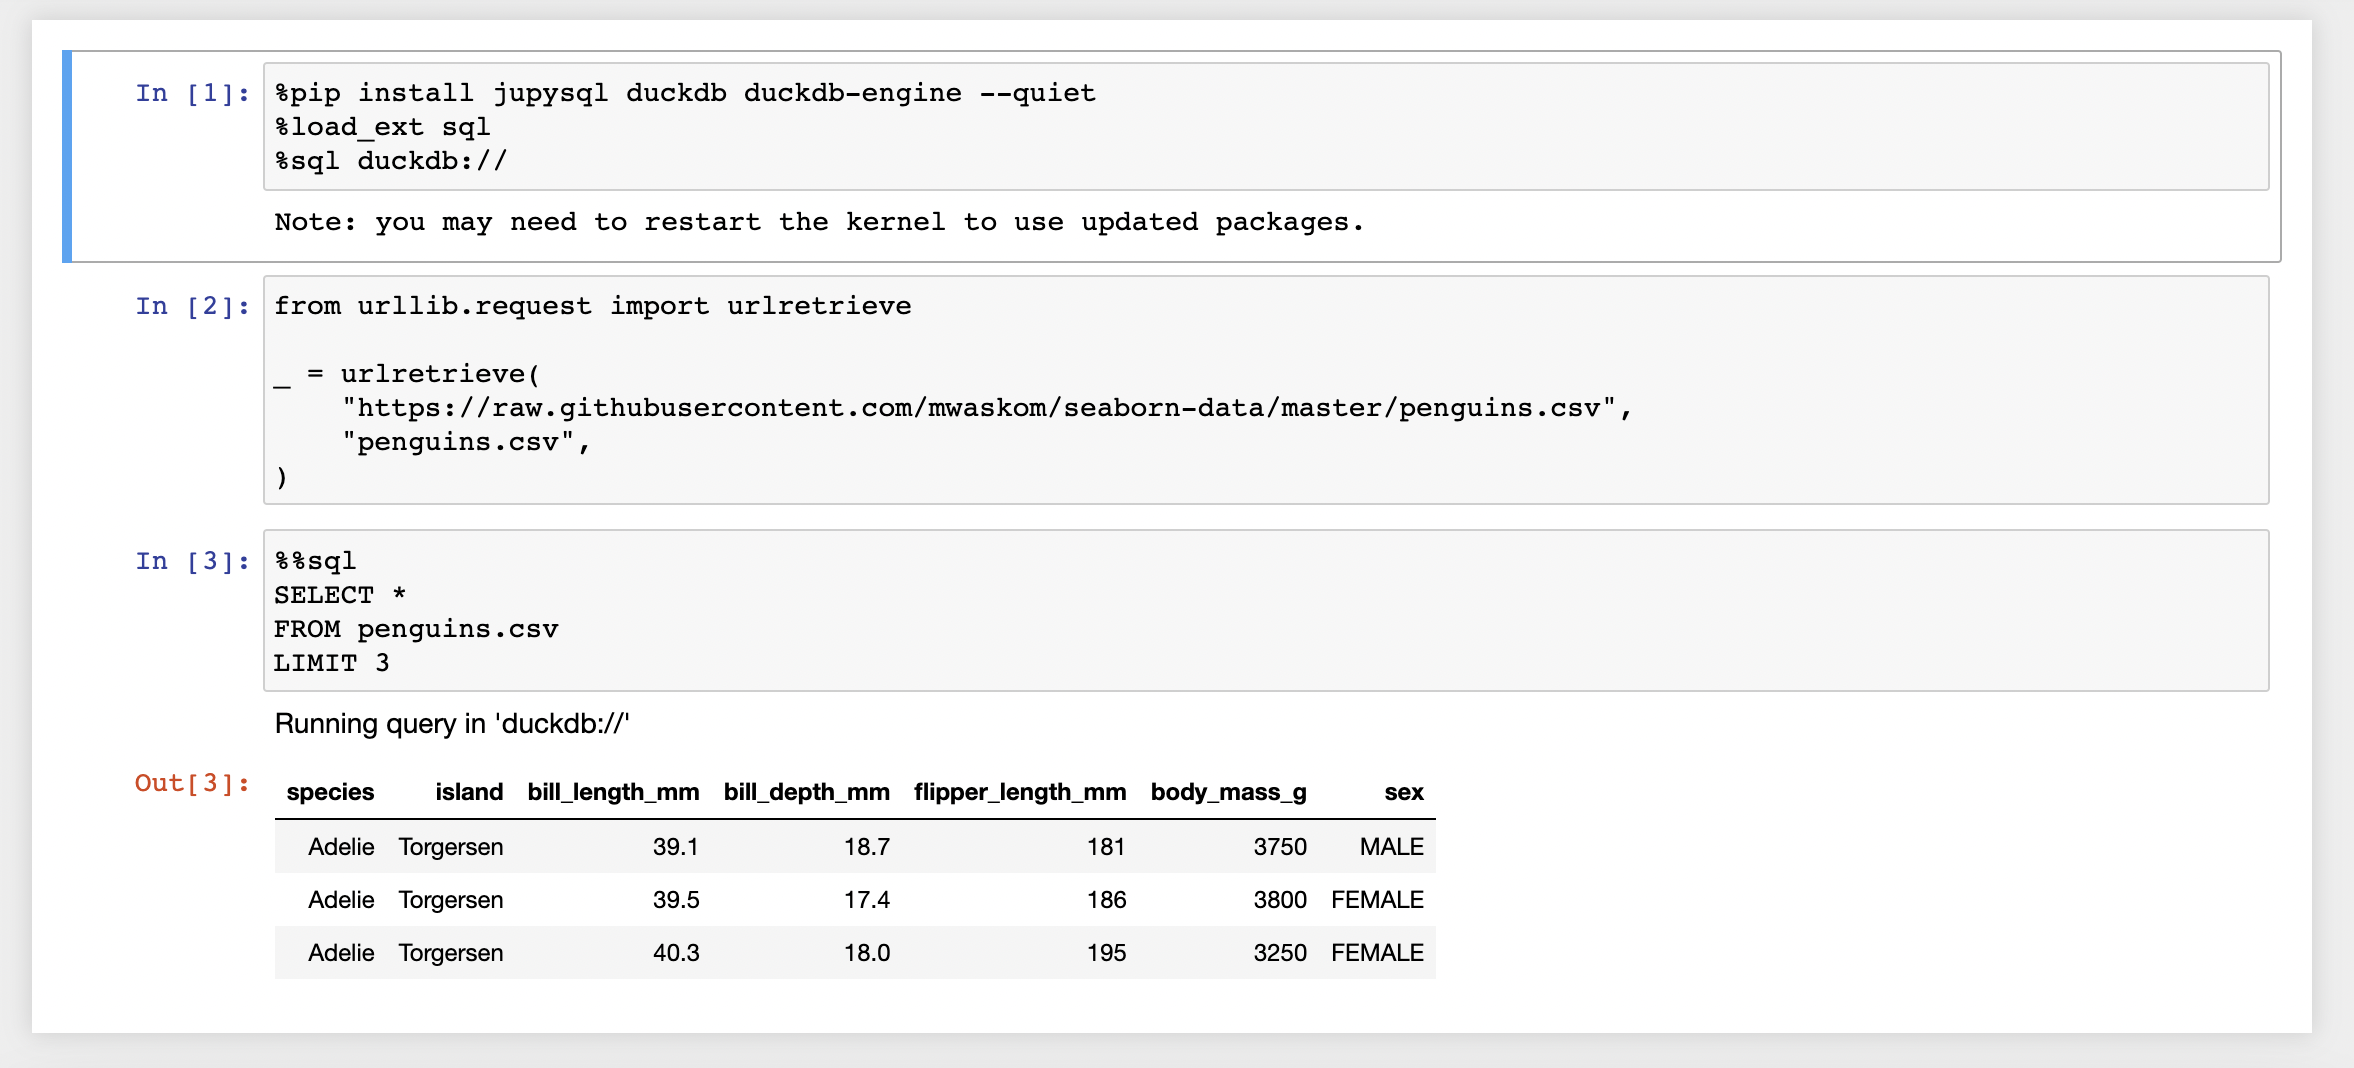 In [1]: %pip install jupysql duckdb duckdb-engine --quiet
%load_ext sql
%sql duckdb://
Note: you may need to restart the kernel to use updated packages.
In [2]: from urllib.request import urlretrieve
_ = urlretrieve(
    "https://raw.githubusercontent.com/mwaskom/seaborn-data/master/penguins.csv",
    "penguins.csv",
)
In [3]: %%sql
SELECT *
FROM penguins.csv
LIMIT 3
Running query in 'duckdb://'
Out[3]: species island bill_length_mm bill_depth_mm flipper_length_mm body_mass_g sex
Adelie Torgersen 39.1 18.7 181 3750 MALE
Adelie Torgersen 39.5 17.4 186 3800 FEMALE
Adelie Torgersen 40.3 18.0 195 3250 FEMALE